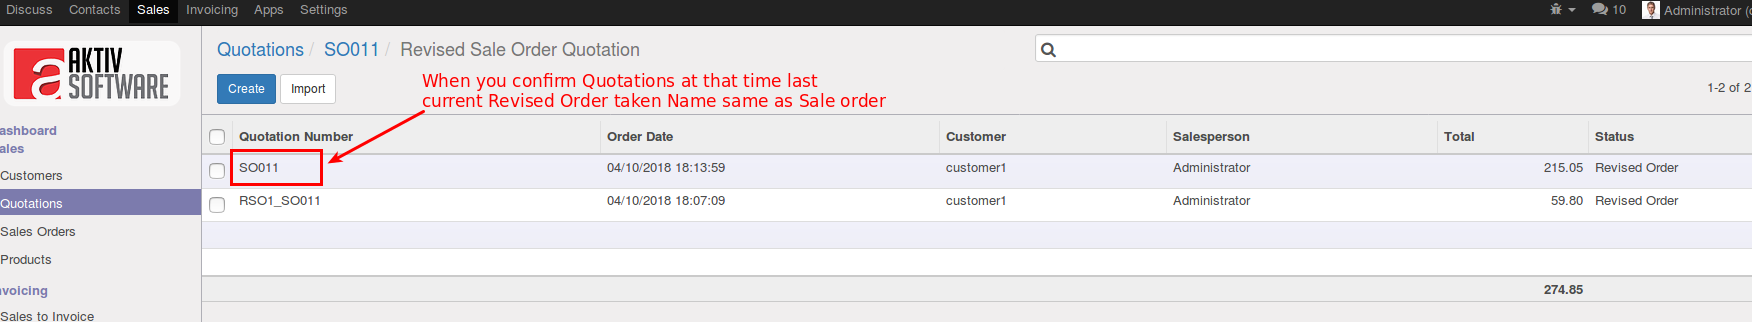 Discuss Contacts Sales Invoicing Apps Settings 10 Administrator (
AKTIV
SOFTWARE
Quotations / SO011 / Revised Sale Order Quotation
Create Import
When you confirm Quotations at that time last
current Revised Order taken Name same as Sale order
1-2 of 2
ashboard
ales
Customers
Quotations
Sales Orders
Products
voicing
Sales to Invoice
Quotation Number Order Date Customer Salesperson Total Status
SO011 04/10/2018 18:13:59 customer1 Administrator 215.05 Revised Order
RSO1_SO011 04/10/2018 18:07:09 customer1 Administrator 59.80 Revised Order
274.85